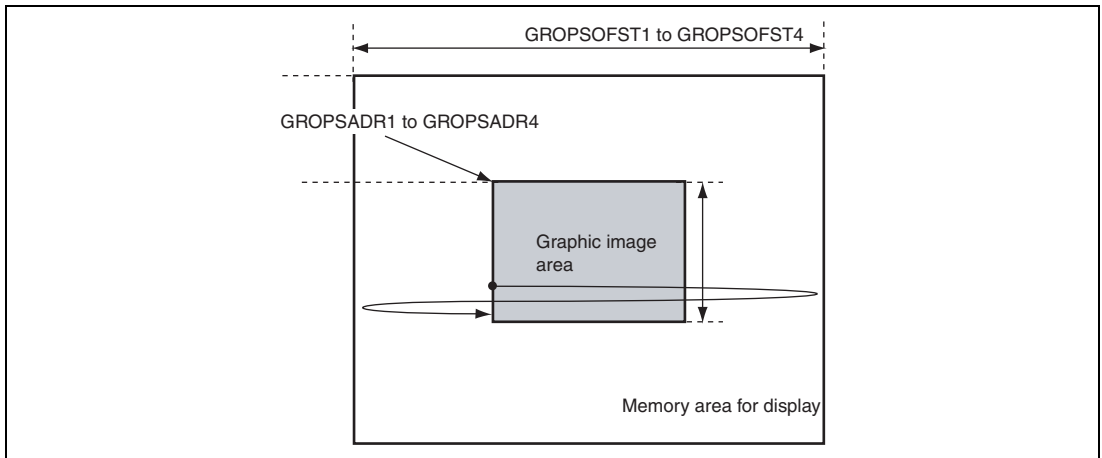 GROPSOFST1 to GROPSOFST4
GROPSADR1 to GROPSADR4
Graphic image
area
Memory area for display